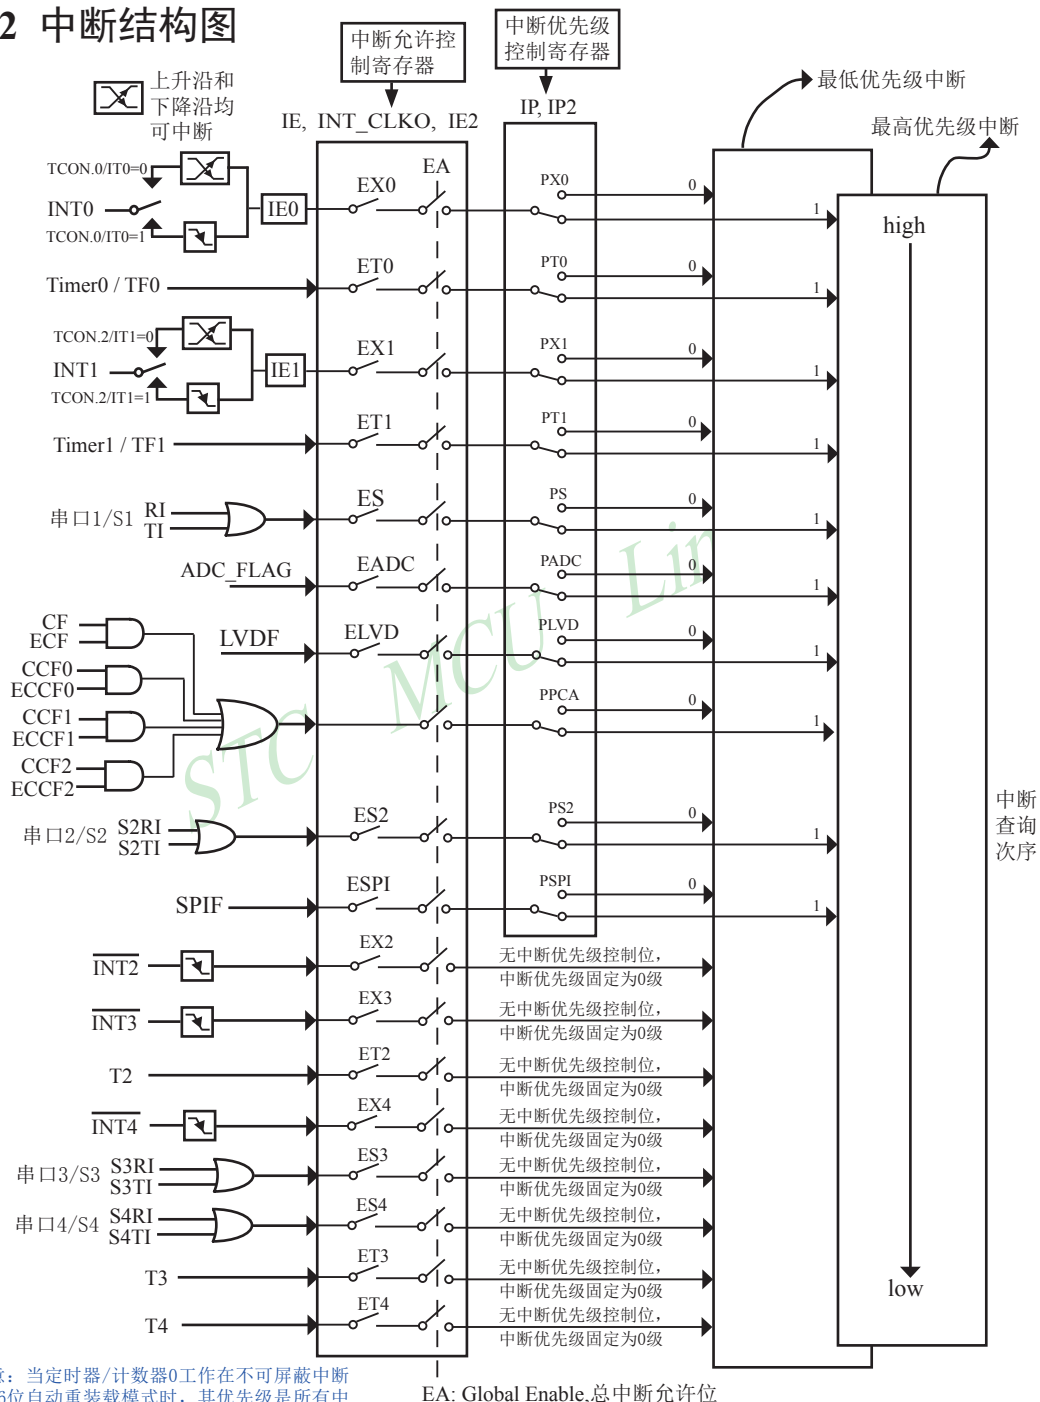 2 中断结构图
中断允许控
制寄存器
中断优先级
控制寄存器
上升沿和
下降沿均
可中断
IE, INT_CLKO, IE2
IP, IP2
最低优先级中断
最高优先级中断
EA
TCON.0/IT0=0
INT0
TCON.0/IT0=1
IE0
EX0
PX0
0
1
high
Timer0 / TF0
ET0
PT0
0
1
TCON.2/IT1=0
INT1
TCON.2/IT1=1
IE1
EX1
PX1
0
1
Timer1 / TF1
ET1
PT1
0
1
串口1/S1
RI
TI
ES
PS
0
1
ADC_FLAG
EADC
PADC
0
1
CF
ECF
LVDF
ELVD
PLVD
0
1
CCF0
ECCF0
CCF1
ECCF1
CCF2
ECCF2
PPCA
0
1
STC MCU Lim
串口2/S2
S2RI
S2TI
ES2
PS2
0
1
中断
查询
次序
SPIF
ESPI
PSPI
0
1
INT2
EX2
无中断优先级控制位，
中断优先级固定为0级
INT3
EX3
无中断优先级控制位，
中断优先级固定为0级
T2
ET2
无中断优先级控制位，
中断优先级固定为0级
INT4
EX4
无中断优先级控制位，
中断优先级固定为0级
串口3/S3
S3RI
S3TI
ES3
无中断优先级控制位，
中断优先级固定为0级
串口4/S4
S4RI
S4TI
ES4
无中断优先级控制位，
中断优先级固定为0级
T3
ET3
无中断优先级控制位，
中断优先级固定为0级
low
T4
ET4
无中断优先级控制位，
中断优先级固定为0级
：当定时器/计数器0工作在不可屏蔽中断
位自动重装载模式时，其优先级是所有中
EA: Global Enable,总中断允许位